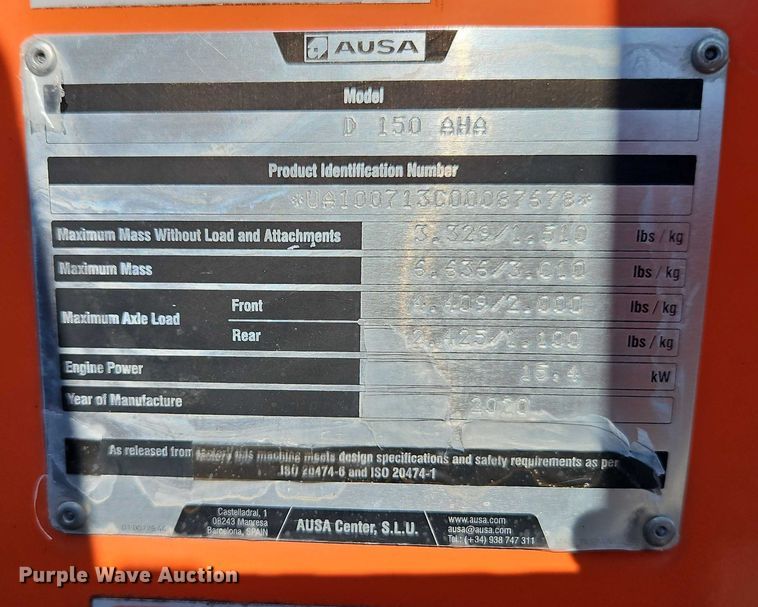 AUSA
Model
D 150 AHA
Product Identification Number
*UA100713C00087678*
Maximum Mass Without Load and Attachments 3.329/1.510 lbs / kg
Maximum Mass 6.636/3.010 lbs / kg
Maximum Axle Load Front 4.409/2.000 lbs / kg
Rear 2.425/1.100 lbs / kg
Engine Power 15.4 kW
Year of Manufacture 2020
As released from factory this machine meets design specifications and safety requirements as per
ISO 20474-6 and ISO 20474-1
Castelladral, 1
08243 Manresa
Barcelona, SPAIN
AUSA Center, S.L.U.
www.ausa.com
ausa@ausa.com
Tel.: (+34) 938 747 311
Purple Wave Auction